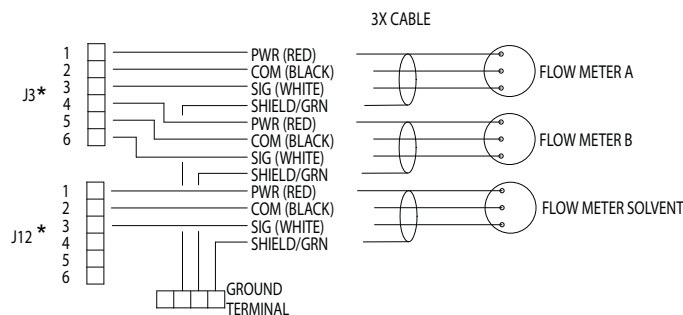 3X CABLE
1 PWR (RED)
2 COM (BLACK) FLOW METER A
3 SIG (WHITE)
J3*
4 SHIELD/GRN
5 PWR (RED)
6 COM (BLACK) FLOW METER B
SIG (WHITE)
SHIELD/GRN
1 PWR (RED)
2 COM (BLACK) FLOW METER SOLVENT
3 SIG (WHITE)
J12*
4 SHIELD/GRN
5
6
GROUND
TERMINAL